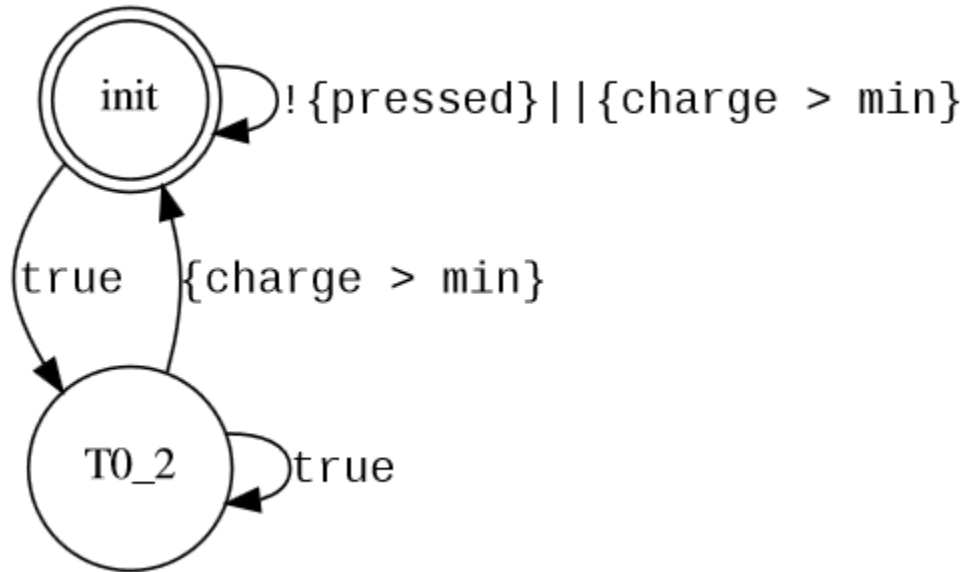 init
!{pressed}||{charge > min}
true
{charge > min}
T0_2
true